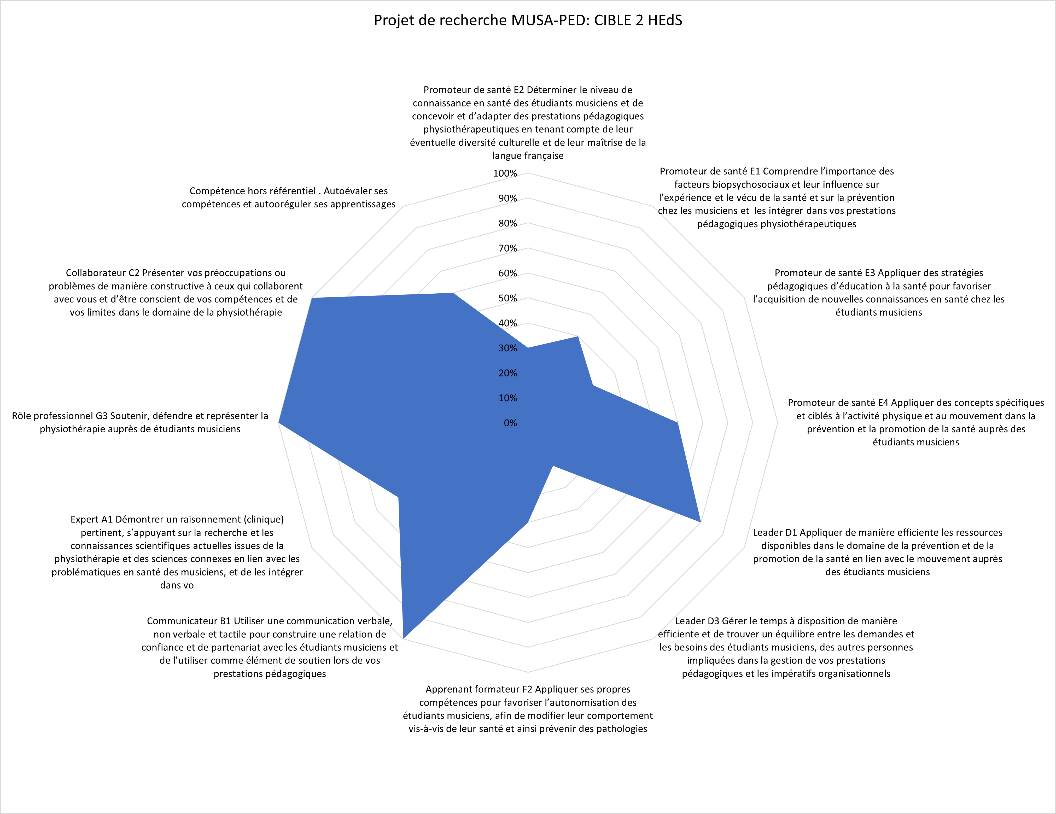 Projet de recherche MUSA-PED: CIBLE 2 HEdS
Promoteur de santé E2 Déterminer le niveau de
connaissance en santé des étudiants musiciens et de
concevoir et d'adapter des prestations pédagogiques
physiothérapeutiques en tenant compte de leur
éventuelle diversité culturelle et de leur maîtrise de la
langue française
Promoteur de santé E1 Comprendre l'importance des
facteurs biopsychosociaux et leur influence sur
l'expérience et le vécu de la santé et sur la prévention
chez les musiciens et  les intégrer dans vos prestations
pédagogiques physiothérapeutiques
Promoteur de santé E3 Appliquer des stratégies
pédagogiques d'éducation à la santé pour favoriser
l'acquisition de nouvelles connaissances en santé chez les
étudiants musiciens
Promoteur de santé E4 Appliquer des concepts spécifiques
et ciblés à l'activité physique et au mouvement dans la
prévention et la promotion de la santé auprès des
étudiants musiciens
Leader D1 Appliquer de manière efficiente les ressources
disponibles dans le domaine de la prévention et de la
promotion de la santé en lien avec le mouvement auprès
des étudiants musiciens
Leader D3 Gérer le temps à disposition de manière
efficiente et de trouver un équilibre entre les demandes et
les besoins des étudiants musiciens, des autres personnes
impliquées dans la gestion de vos prestations
pédagogiques et les impératifs organisationnels
Apprenant formateur F2 Appliquer ses propres
compétences pour favoriser l'autonomisation des
étudiants musiciens, afin de modifier leur comportement
vis-à-vis de leur santé et ainsi prévenir des pathologies
Communicateur B1 Utiliser une communication verbale,
non verbale et tactile pour construire une relation de
confiance et de partenariat avec les étudiants musiciens et
de l'utiliser comme élément de soutien lors de vos
prestations pédagogiques
Expert A1 Démontrer un raisonnement (clinique)
pertinent, s'appuyant sur la recherche et les
connaissances scientifiques actuelles issues de la
physiothérapie et des sciences connexes en lien avec les
problématiques en santé des musiciens, et de les intégrer
dans vo
Rôle professionnel G3 Soutenir, défendre et représenter la
physiothérapie auprès de étudiants musiciens
Collaborateur C2 Présenter vos préoccupations ou
problèmes de manière constructive à ceux qui collaborent
avec vous et d'être conscient de vos compétences et de
vos limites dans le domaine de la physiothérapie
Compétence hors référentiel . Autoévaler ses
compétences et autooréguler ses apprentissages
100%
90%
80%
70%
60%
50%
40%
30%
20%
10%
0%